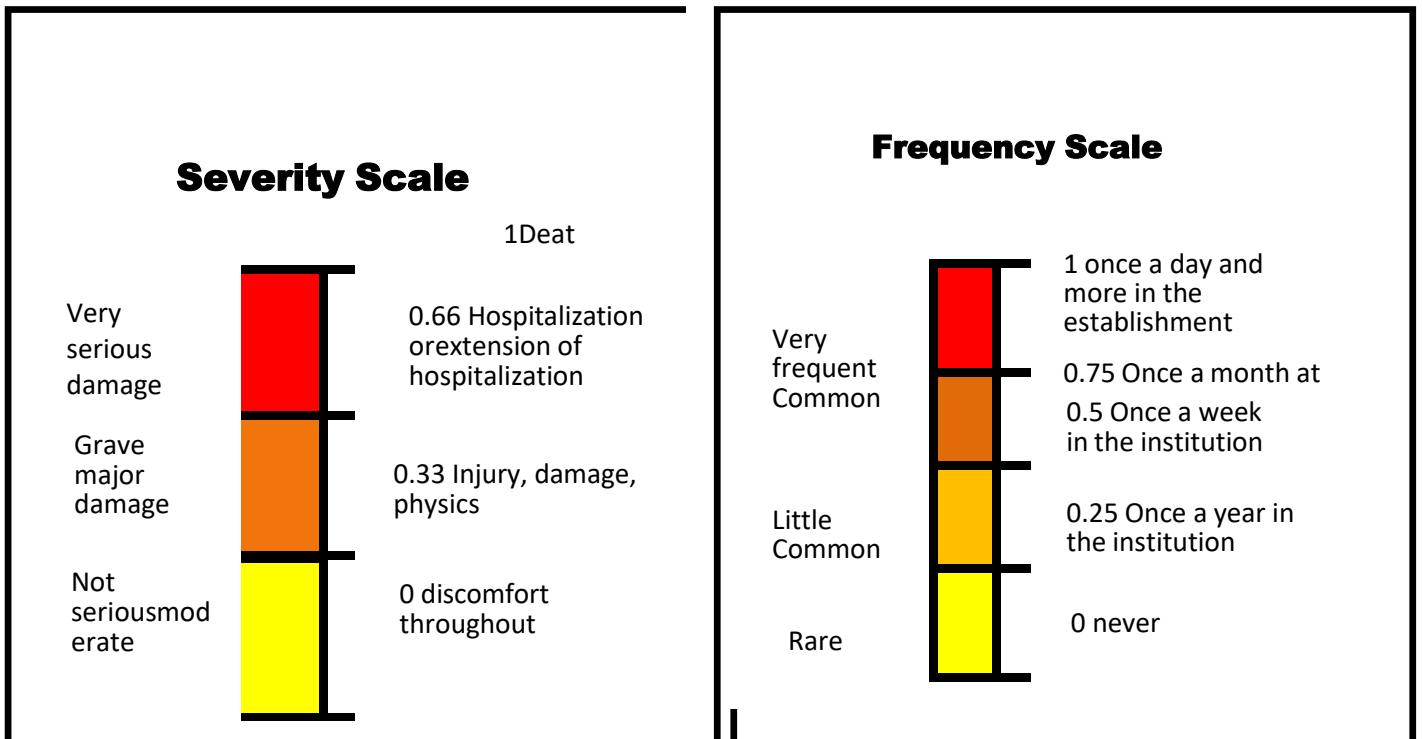 Severity Scale
1Deat
Very
serious
damage
0.66 Hospitalization
orextension of
hospitalization
Grave
major
damage
0.33 Injury, damage,
physics
Not
seriousmod
erate
0 discomfort
throughout
Frequency Scale
1 once a day and
more in the
establishment
Very
frequent
Common
0.75 Once a month at
0.5 Once a week
in the institution
Little
Common
0.25 Once a year in
the institution
Rare
0 never